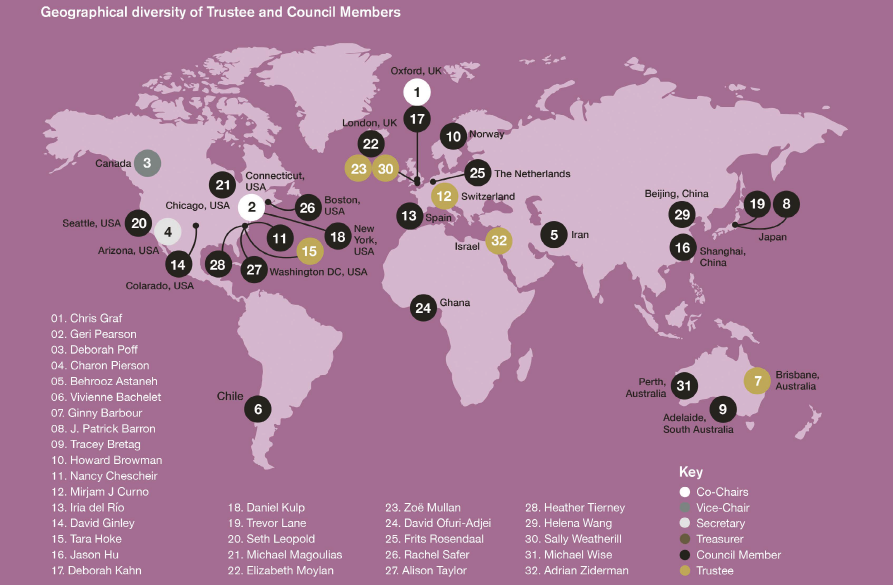 Geographical diversity of Trustee and Council Members
Oxford, UK
1
17
London, UK
22
23
30
10
Norway
Canada
3
21
Connecticut,
USA
25
The Netherlands
Chicago, USA
2
26
Boston,
USA
12
Switzerland
Beijing, China
29
19
8
Japan
Seattle, USA
20
4
Arizona, USA
14
Colarado, USA
28
27
11
15
Washington DC, USA
18
New
York,
USA
13
Spain
Israel
32
5
Iran
16
Shanghai,
China
24
Ghana
Chile
6
Perth,
Australia
31
7
Brisbane,
Australia
9
Adelaide,
South Australia
01. Chris Graf
02. Geri Pearson
03. Deborah Poff
04. Charon Pierson
05. Behrooz Astaneh
06. Vivienne Bachelet
07. Ginny Barbour
08. J. Patrick Barron
09. Tracey Bretag
10. Howard Browman
11. Nancy Chescheir
12. Mirjam J Curno
13. Iria del Río
14. David Ginley
15. Tara Hoke
16. Jason Hu
17. Deborah Kahn
18. Daniel Kulp
19. Trevor Lane
20. Seth Leopold
21. Michael Magoulias
22. Elizabeth Moylan
23. Zoë Mullan
24. David Ofuri-Adjei
25. Frits Rosendaal
26. Rachel Safer
27. Alison Taylor
28. Heather Tierney
29. Helena Wang
30. Sally Weatherill
31. Michael Wise
32. Adrian Ziderman
Key
Co-Chairs
Vice-Chair
Secretary
Treasurer
Council Member
Trustee